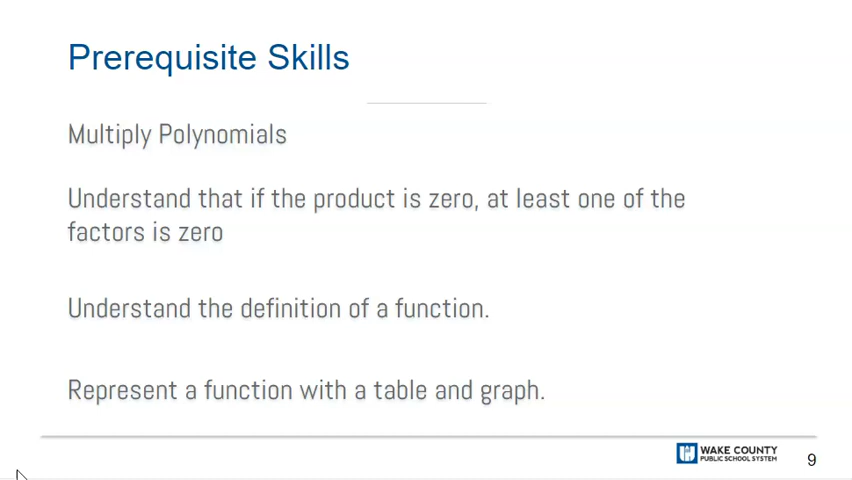 Prerequisite Skills
Multiply Polynomials
Understand that if the product is zero, at least one of the
factors is zero
Understand the definition of a function.
Represent a function with a table and graph.
WAKE COUNTY
PUBLIC SCHOOL SYSTEM
9